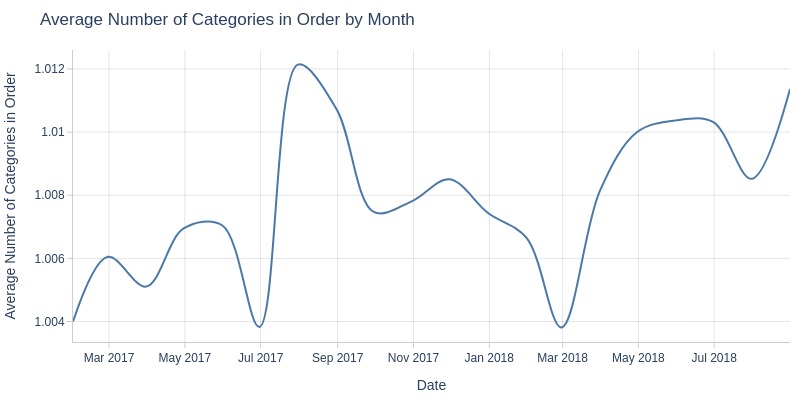 Average Number of Categories in Order by Month
Average Number of Categories in Order
1.012
1.01
1.008
1.006
1.004
Mar 2017
May 2017
Jul 2017
Sep 2017
Nov 2017
Jan 2018
Mar 2018
May 2018
Jul 2018
Date